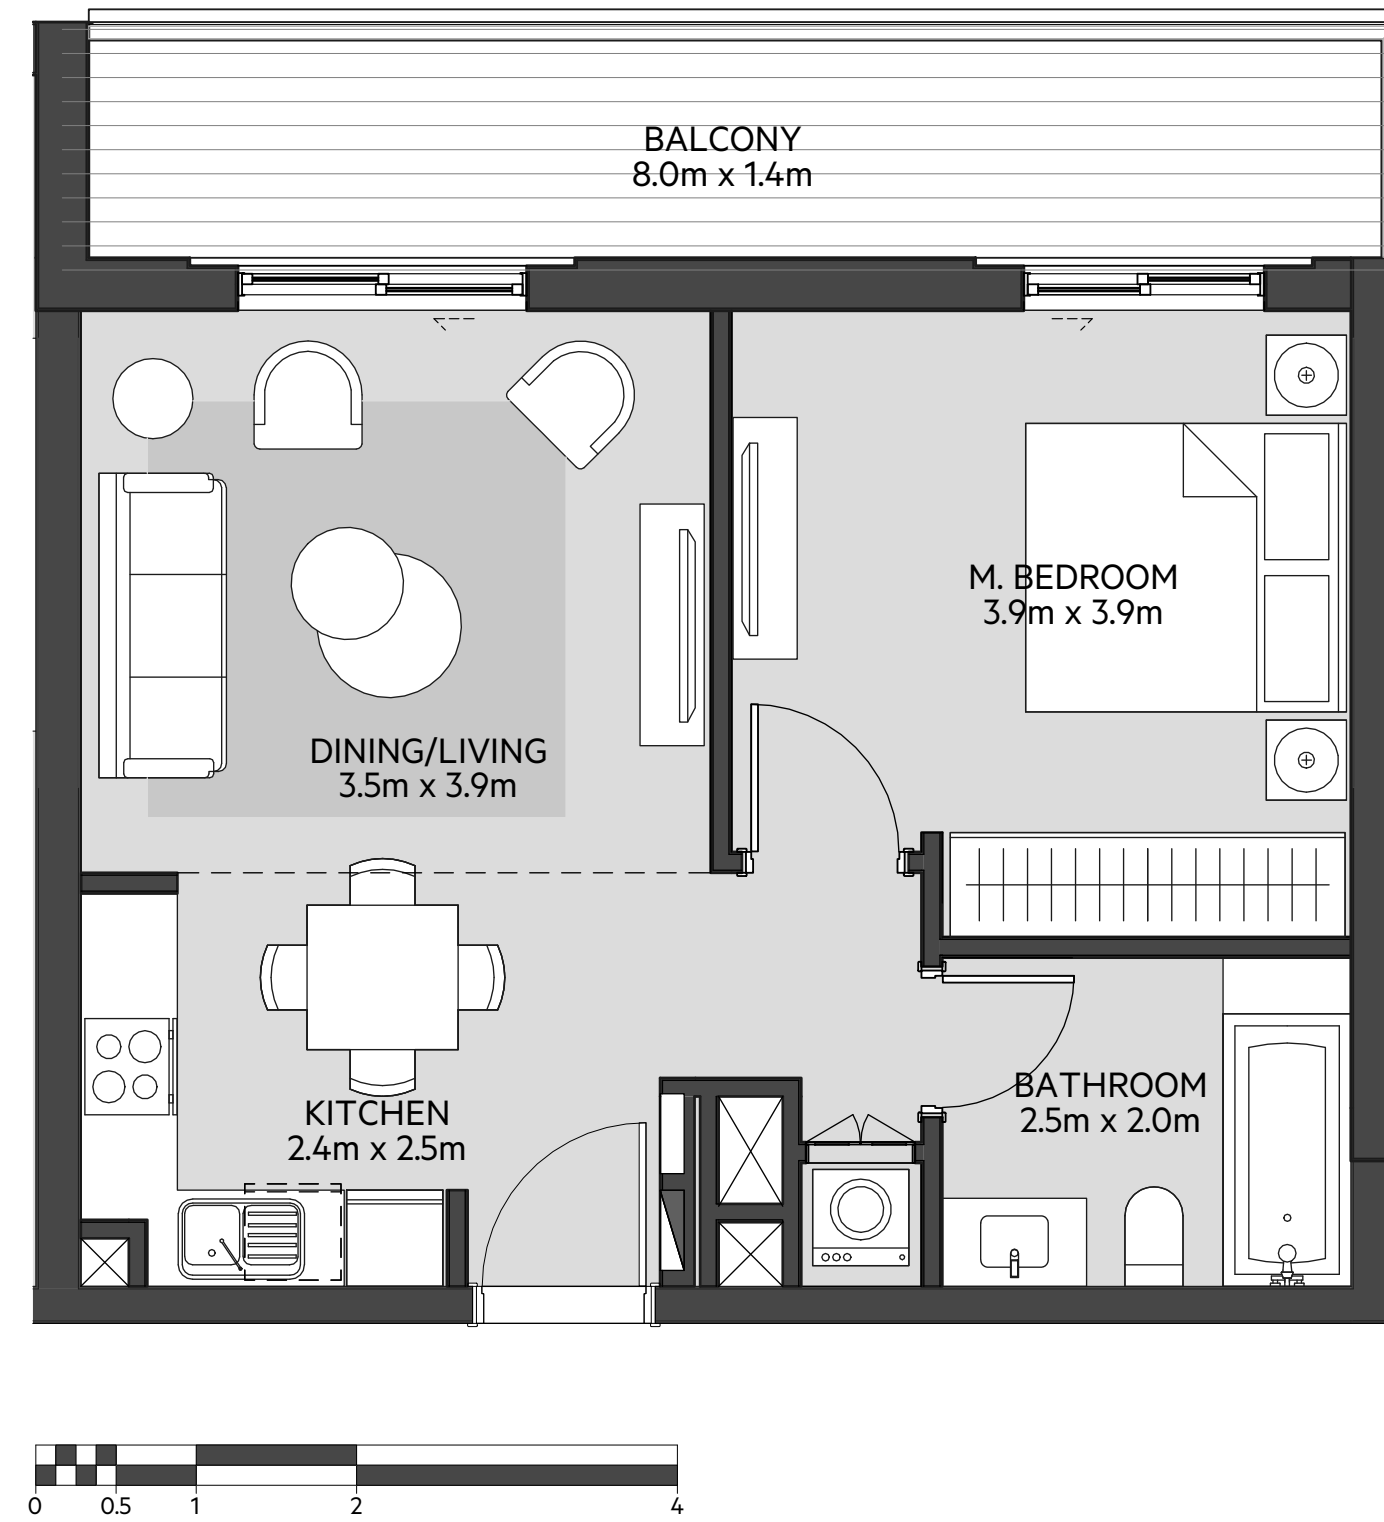 BALCONY
8.0m x 1.4m
M. BEDROOM
3.9m x 3.9m
DINING/LIVING
3.5m x 3.9m
KITCHEN
2.4m x 2.5m
BATHROOM
2.5m x 2.0m
0 0.5 1 2 4